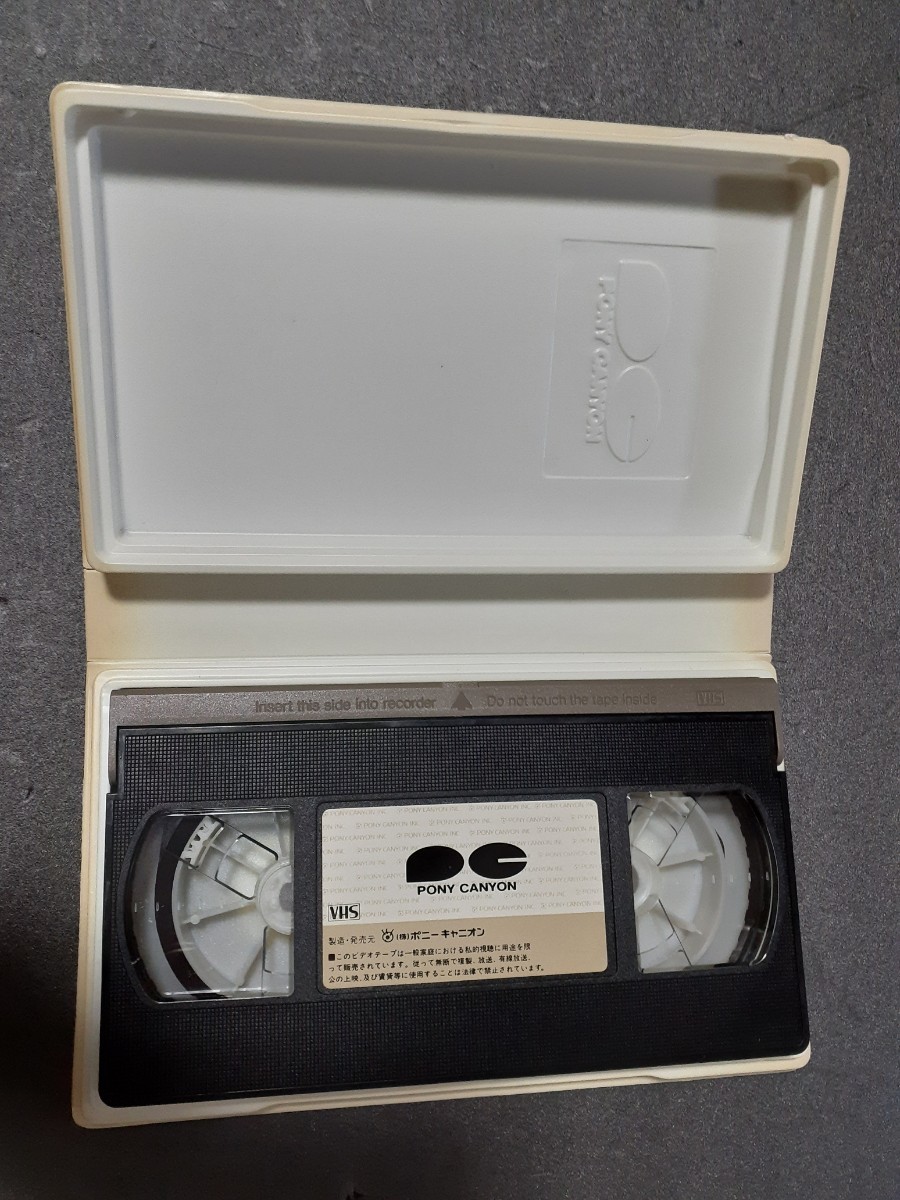 PONY CANYON
Insert this side into recorder Do not touch the tape inside VHS
PONY CANYON INC.
PONY CANYON
VHS
製造・発売元 (株)ポニーキャニオン
■このビデオテープは一般家庭における私的視聴に用途を限
って販売されています。従って無断で複製、放送、有線放送、
公の上映、及び賃貸等に使用することは法律で禁止されています。